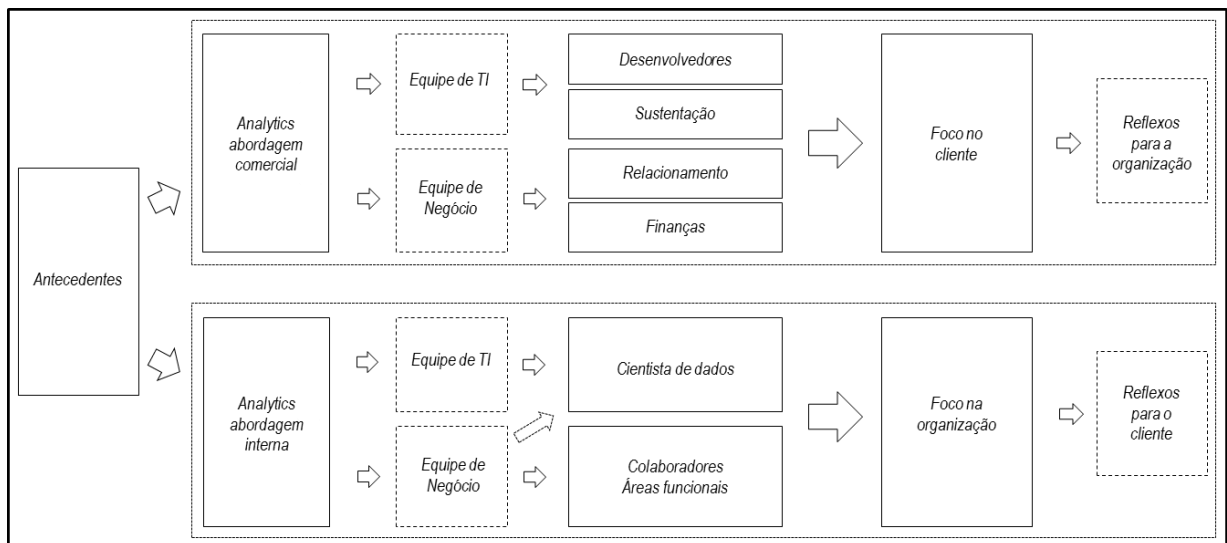 Antecedentes
Analytics
abordagem
comercial
Equipe de TI
Equipe de
Negócio
Desenvolvedores
Sustentação
Relacionamento
Finanças
Foco no
cliente
Reflexos
para a
organização
Analytics
abordagem
interna
Equipe de TI
Equipe de
Negócio
Cientista de dados
Colaboradores
Áreas funcionais
Foco na
organização
Reflexos
para o
cliente